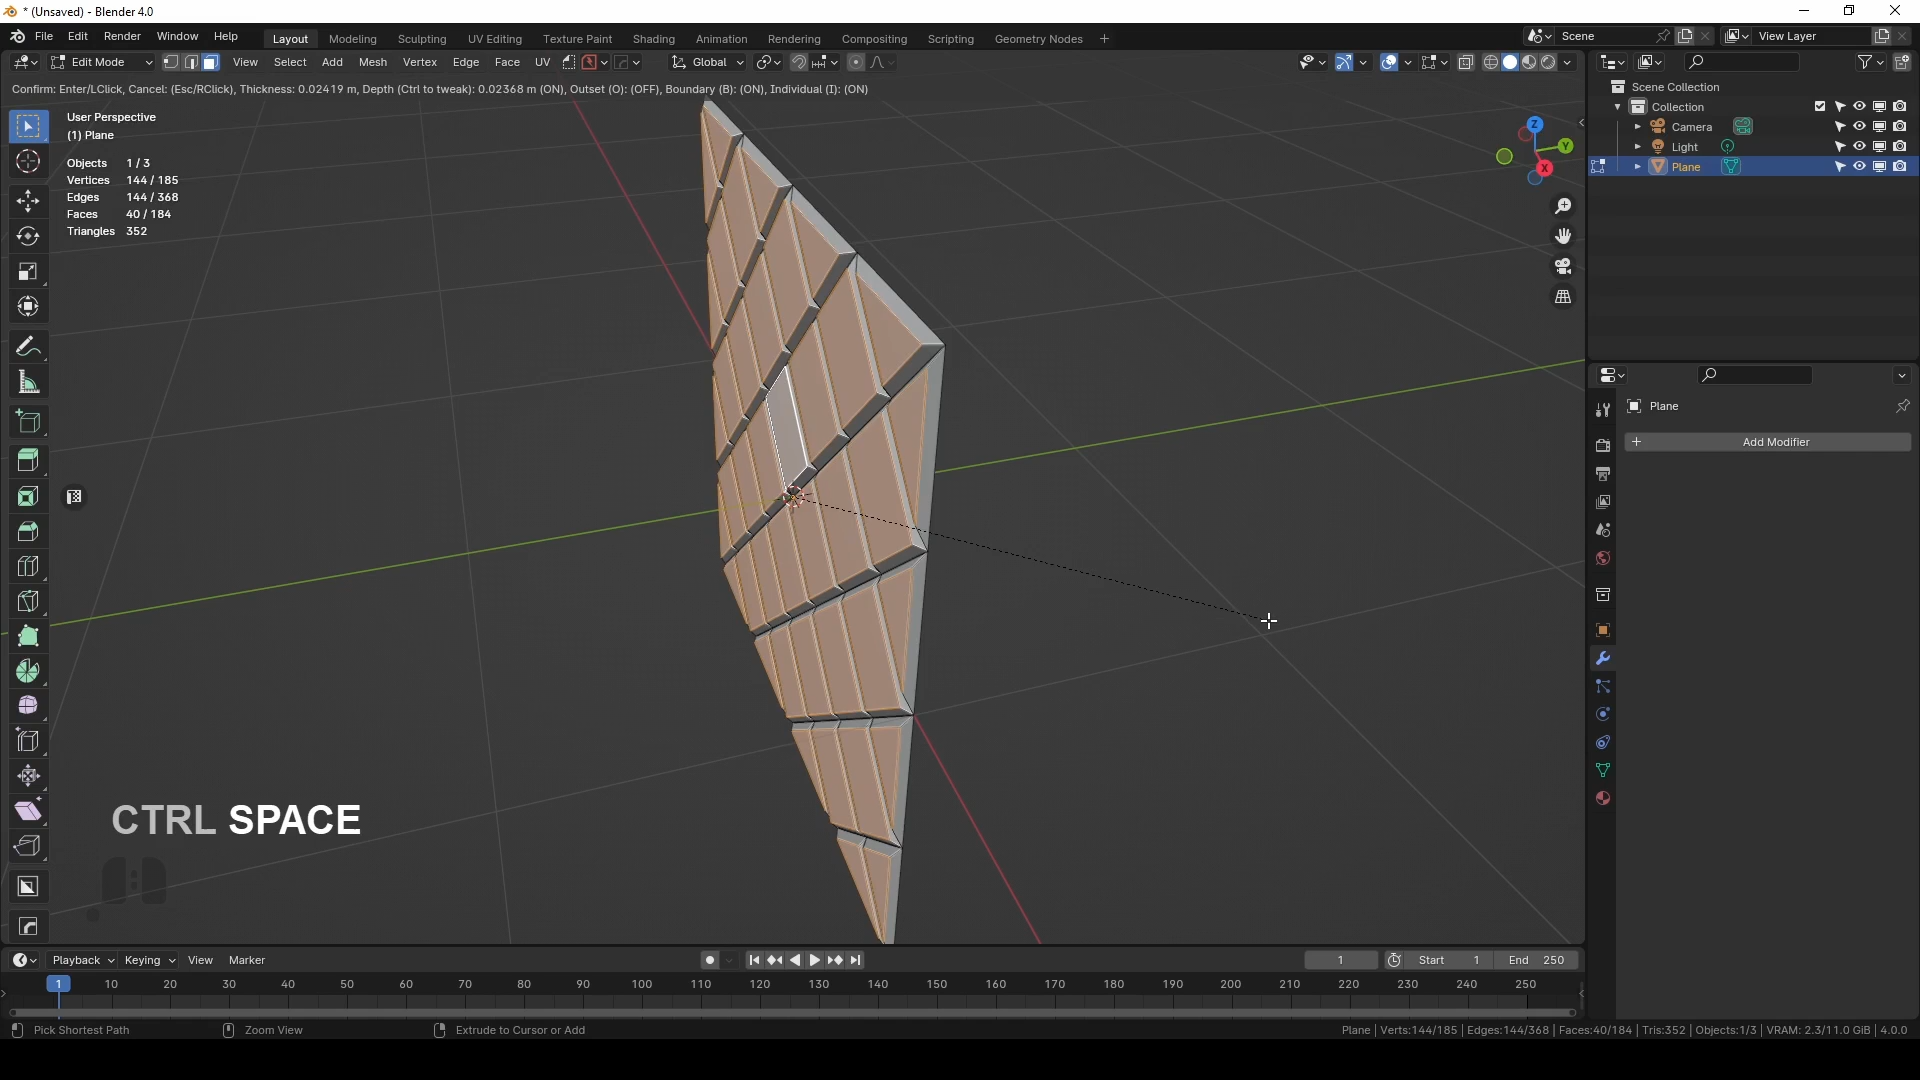 * (Unsaved) - Blender 4.0
File Edit Render Window Help Layout Modeling Sculpting UV Editing Texture Paint Shading Animation Rendering Compositing Scripting Geometry Nodes + Scene View Layer
Edit Mode View Select Add Mesh Vertex Edge Face UV Global
Confirm: Enter/LClick, Cancel: (Esc/RClick), Thickness: 0.02419 m, Depth (Ctrl to tweak): 0.02368 m (ON), Outset (O): (OFF), Boundary (B): (ON), Individual (I): (ON)
Scene Collection
Collection
Camera
Light
Plane
User Perspective
(1) Plane
Objects 1 / 3
Vertices 144 / 185
Edges 144 / 368
Faces 40 / 184
Triangles 352
Z
Y
X
Plane
+ Add Modifier
CTRL SPACE
Playback Keying View Marker 1 Start 1 End 250
1 10 20 30 40 50 60 70 80 90 100 110 120 130 140 150 160 170 180 190 200 210 220 230 240 250
Pick Shortest Path Zoom View Extrude to Cursor or Add Plane | Verts:144/185 | Edges:144/368 | Faces:40/184 | Tris:352 | Objects:1/3 | VRAM: 2.3/11.0 GiB | 4.0.0